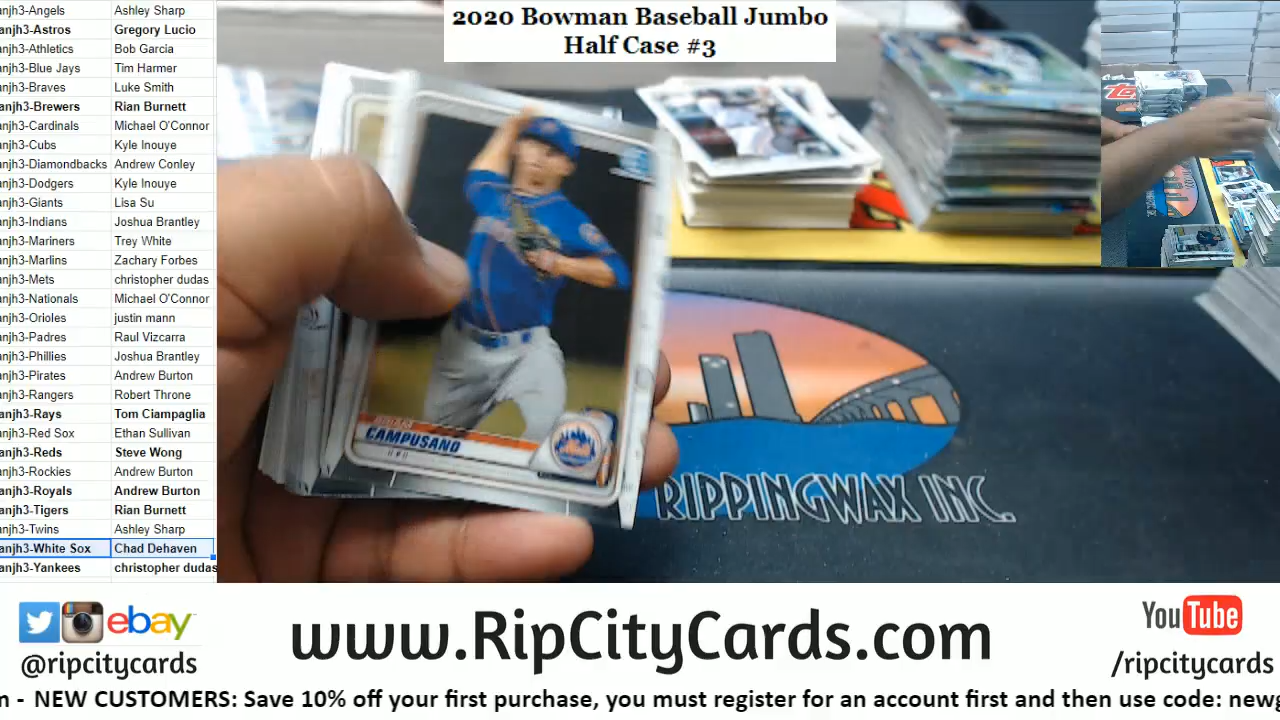 anjh3-Angels Ashley Sharp
anjh3-Astros Gregory Lucio
anjh3-Athletics Bob Garcia
anjh3-Blue Jays Tim Harmer
anjh3-Braves Luke Smith
anjh3-Brewers Rian Burnett
anjh3-Cardinals Michael O'Connor
anjh3-Cubs Kyle Inouye
anjh3-Diamondbacks Andrew Conley
anjh3-Dodgers Kyle Inouye
anjh3-Giants Lisa Su
anjh3-Indians Joshua Brantley
anjh3-Mariners Trey White
anjh3-Marlins Zachary Forbes
anjh3-Mets christopher dudas
anjh3-Nationals Michael O'Connor
anjh3-Orioles justin mann
anjh3-Padres Raul Vizcarra
anjh3-Phillies Joshua Brantley
anjh3-Pirates Andrew Burton
anjh3-Rangers Robert Throne
anjh3-Rays Tom Ciampaglia
anjh3-Red Sox Ethan Sullivan
anjh3-Reds Steve Wong
anjh3-Rockies Andrew Burton
anjh3-Royals Andrew Burton
anjh3-Tigers Rian Burnett
anjh3-Twins Ashley Sharp
anjh3-White Sox Chad Dehaven
anjh3-Yankees christopher dudas
2020 Bowman Baseball Jumbo
Half Case #3
CAMPUSANO
Mets
RIPPINGWAX INC.
ebay
@ripcitycards
www.RipCityCards.com
YouTube
/ripcitycards
m - NEW CUSTOMERS: Save 10% off your first purchase, you must register for an account first and then use code: newg